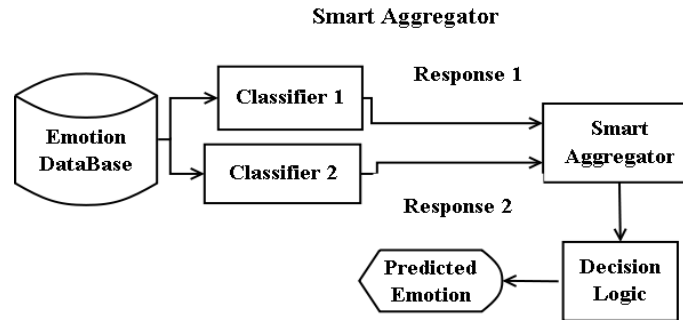 Smart Aggregator
Response 1
Classifier 1
Emotion
DataBase
Smart
Aggregator
Classifier 2
Response 2
Predicted
Emotion
Decision
Logic